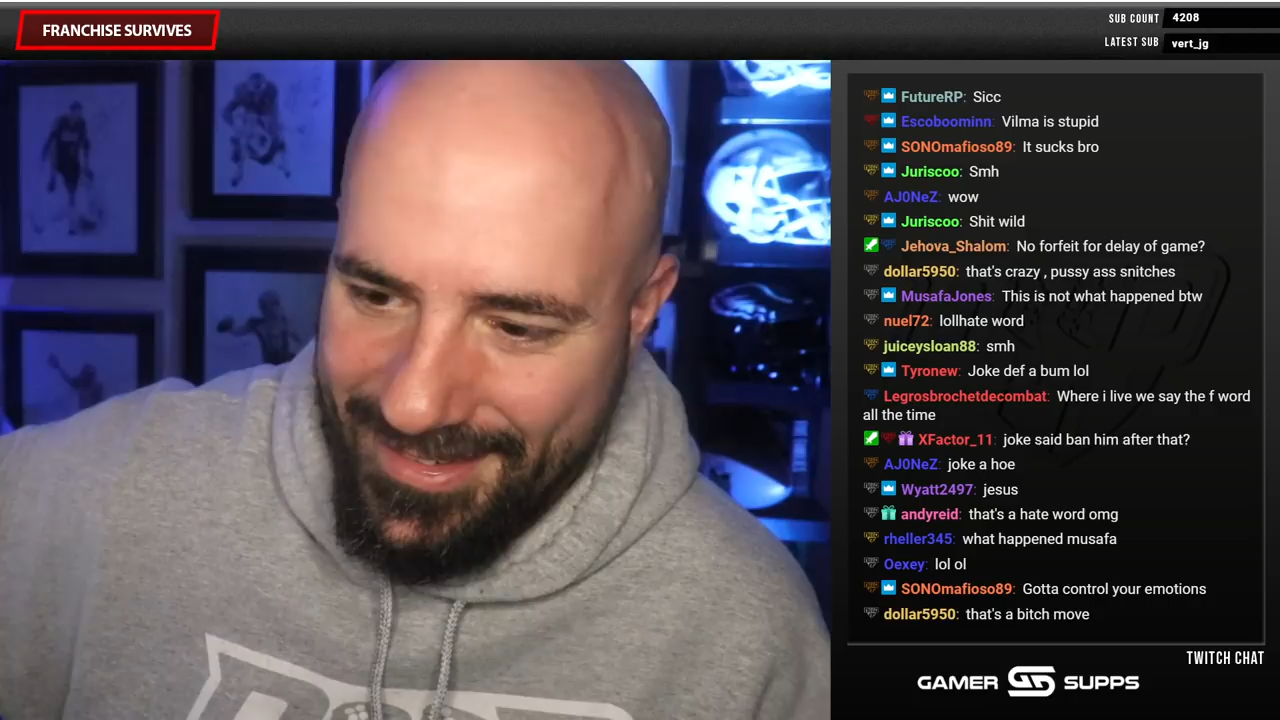 FRANCHISE SURVIVES
SUB COUNT 4208
LATEST SUB vert_jg
FutureRP: Sicc
Escoboominn: Vilma is stupid
SONOmafioso89: It sucks bro
Juriscoo: Smh
AJ0NeZ: wow
Juriscoo: Shit wild
Jehova_Shalom: No forfeit for delay of game?
dollar5950: that's crazy , pussy ass snitches
MusafaJones: This is not what happened btw
nuel72: lollhate word
juiceysloan88: smh
Tyronew: Joke def a bum lol
Legrosbrochetdecombat: Where i live we say the f word
all the time
XFactor_11: joke said ban him after that?
AJ0NeZ: joke a hoe
Wyatt2497: jesus
andyreid: that's a hate word omg
rheller345: what happened musafa
Oexey: lol ol
SONOmafioso89: Gotta control your emotions
dollar5950: that's a bitch move
TWITCH CHAT
GAMER GS SUPPS